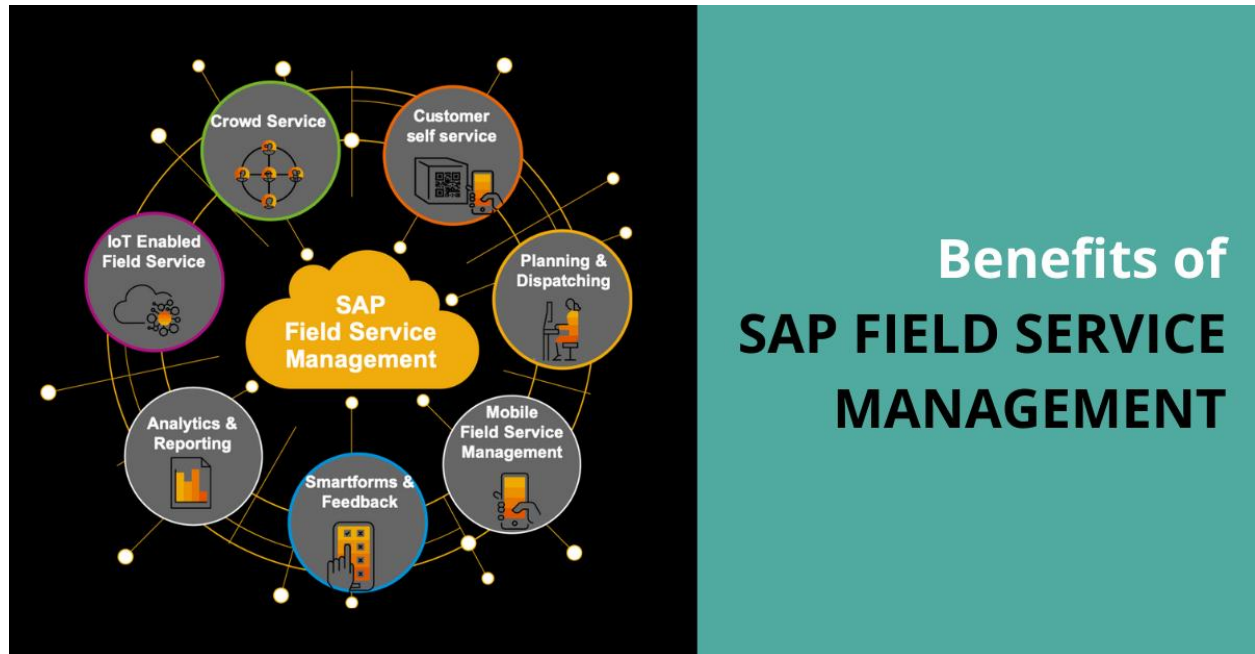 Crowd Service
Customer
self service
IoT Enabled
Field Service
Planning &
Dispatching
SAP
Field Service
Management
Analytics &
Reporting
Mobile
Field Service
Management
Smartforms &
Feedback
Benefits of
SAP FIELD SERVICE
MANAGEMENT